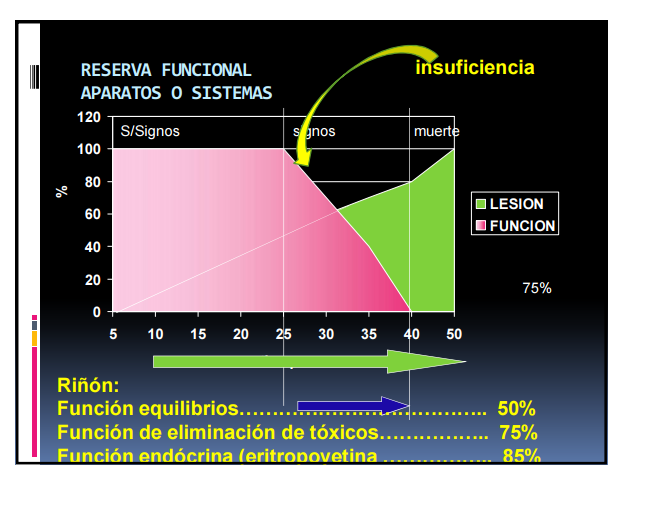 RESERVA FUNCIONAL
APARATOS O SISTEMAS
insuficiencia
120
100
80
60
40
20
0
%
S/Signos
signos
muerte
5 10 15 20 25 30 35 40 50
LESION
FUNCION
75%
Riñón:
Función equilibrios………………………………….. 50%
Función de eliminación de tóxicos…………….. 75%
Función endócrina (eritropoyetina …………….. 85%